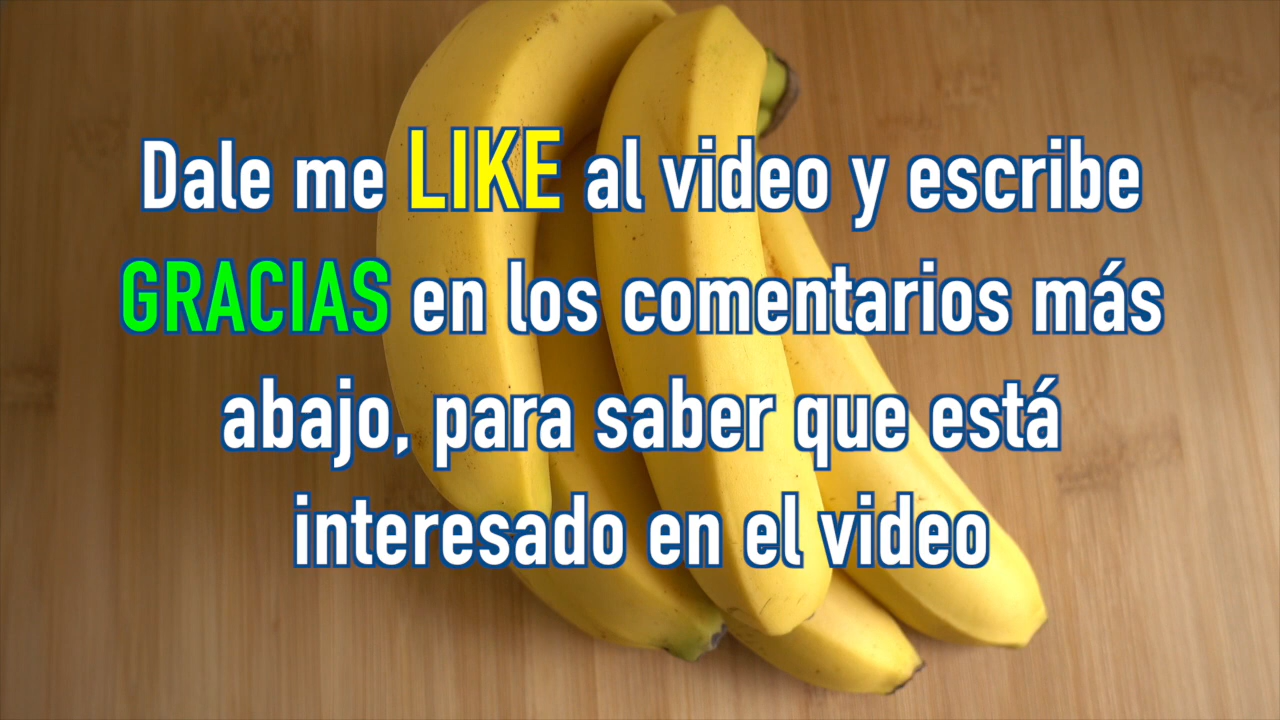 Dale me LIKE al video y escribe
GRACIAS en los comentarios más
abajo, para saber que está
interesado en el video